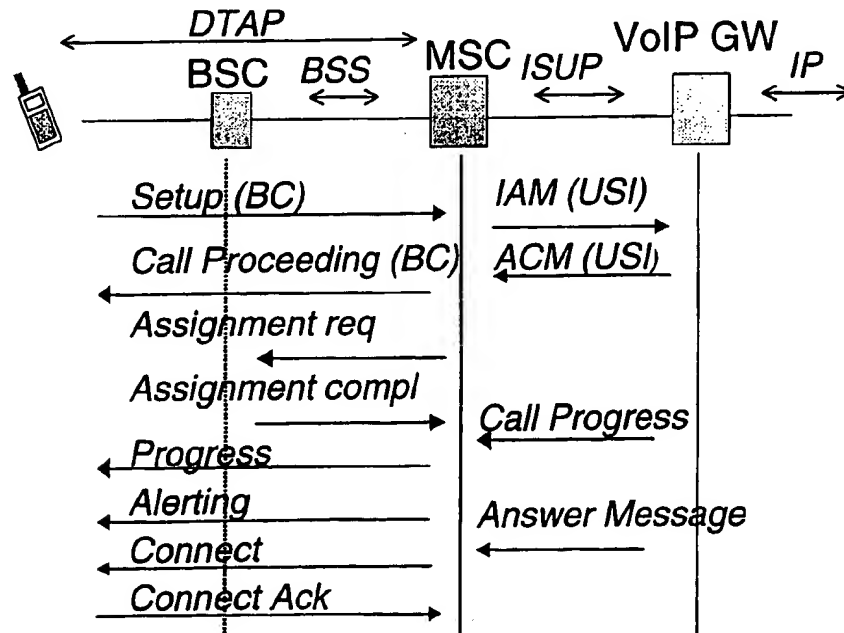 DTAP
VoIP GW
BSC
BSS
MSC
ISUP
IP
Setup (BC)
IAM (USI)
Call Proceeding (BC)
ACM (USI)
Assignment req
Assignment compl
Call Progress
Progress
Alerting
Answer Message
Connect
Connect Ack